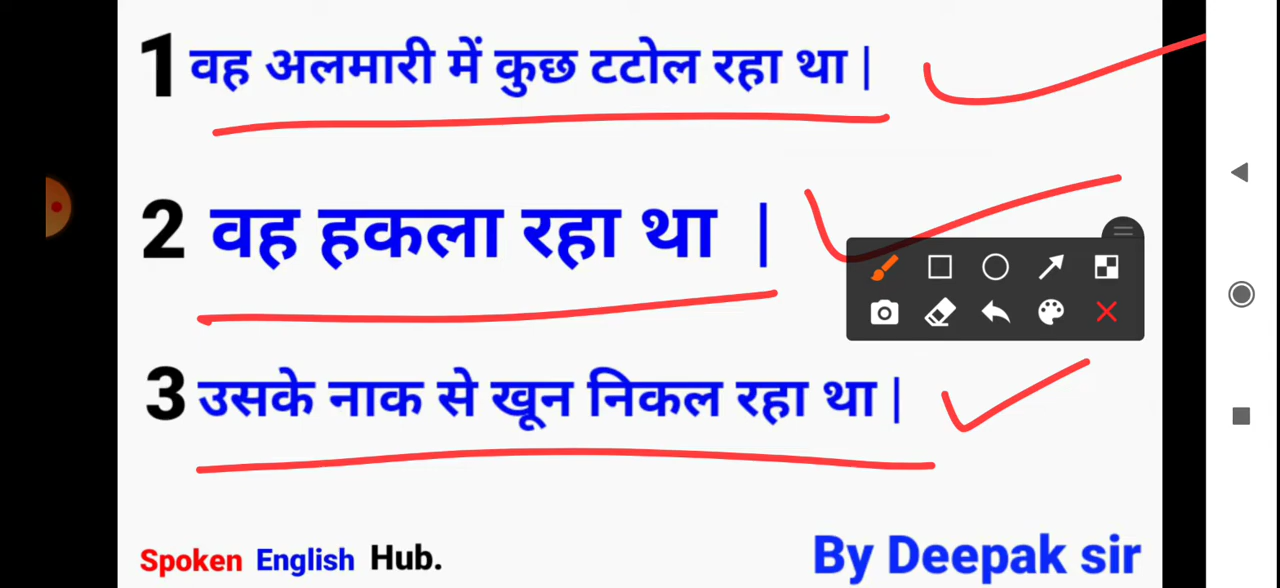 1 वह अलमारी में कुछ टटोल रहा था |
2 वह हकला रहा था |
3 उसके नाक से खून निकल रहा था |
Spoken English Hub. By Deepak sir